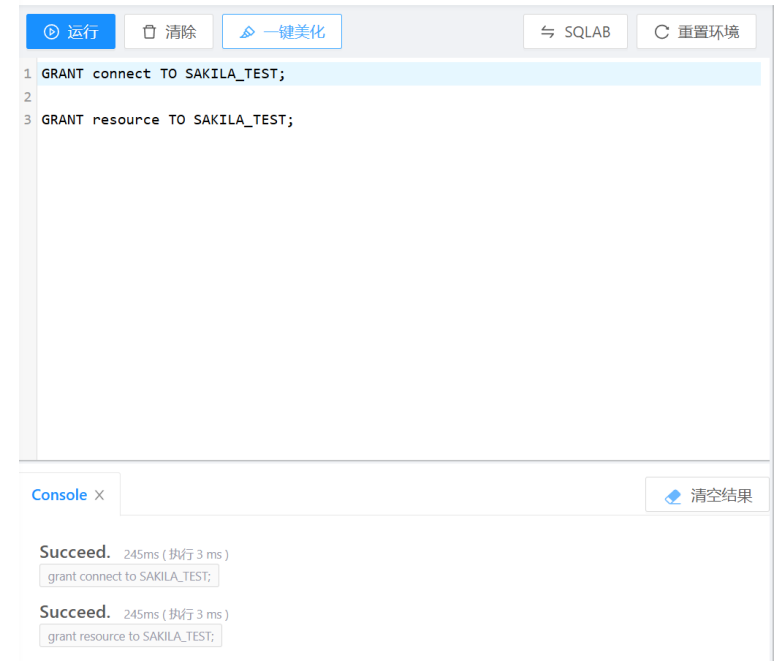 运行 清除 一键美化 SQLAB 重置环境
1 GRANT connect TO SAKILA_TEST;
2
3 GRANT resource TO SAKILA_TEST;
Console X 清空结果
Succeed. 245ms ( 执行 3 ms )
grant connect to SAKILA_TEST;
Succeed. 245ms ( 执行 3 ms )
grant resource to SAKILA_TEST;